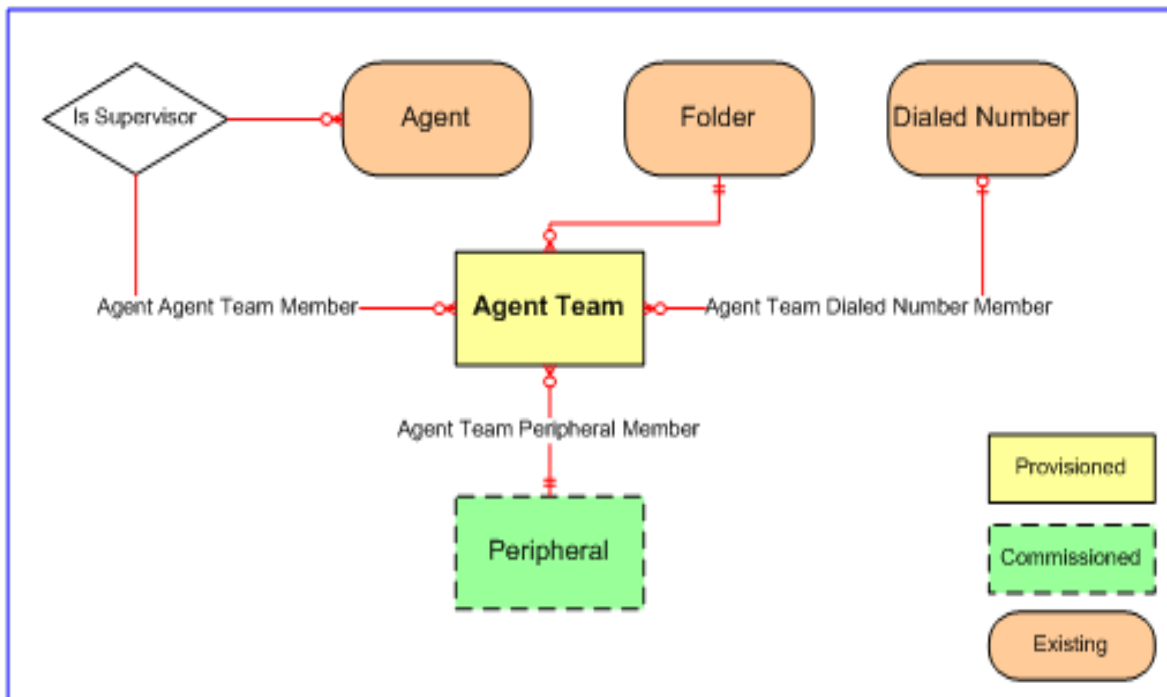 Is Supervisor
Agent
Folder
Dialed Number
Agent Agent Team Member
Agent Team
Agent Team Dialed Number Member
Agent Team Peripheral Member
Peripheral
Provisioned
Commissioned
Existing